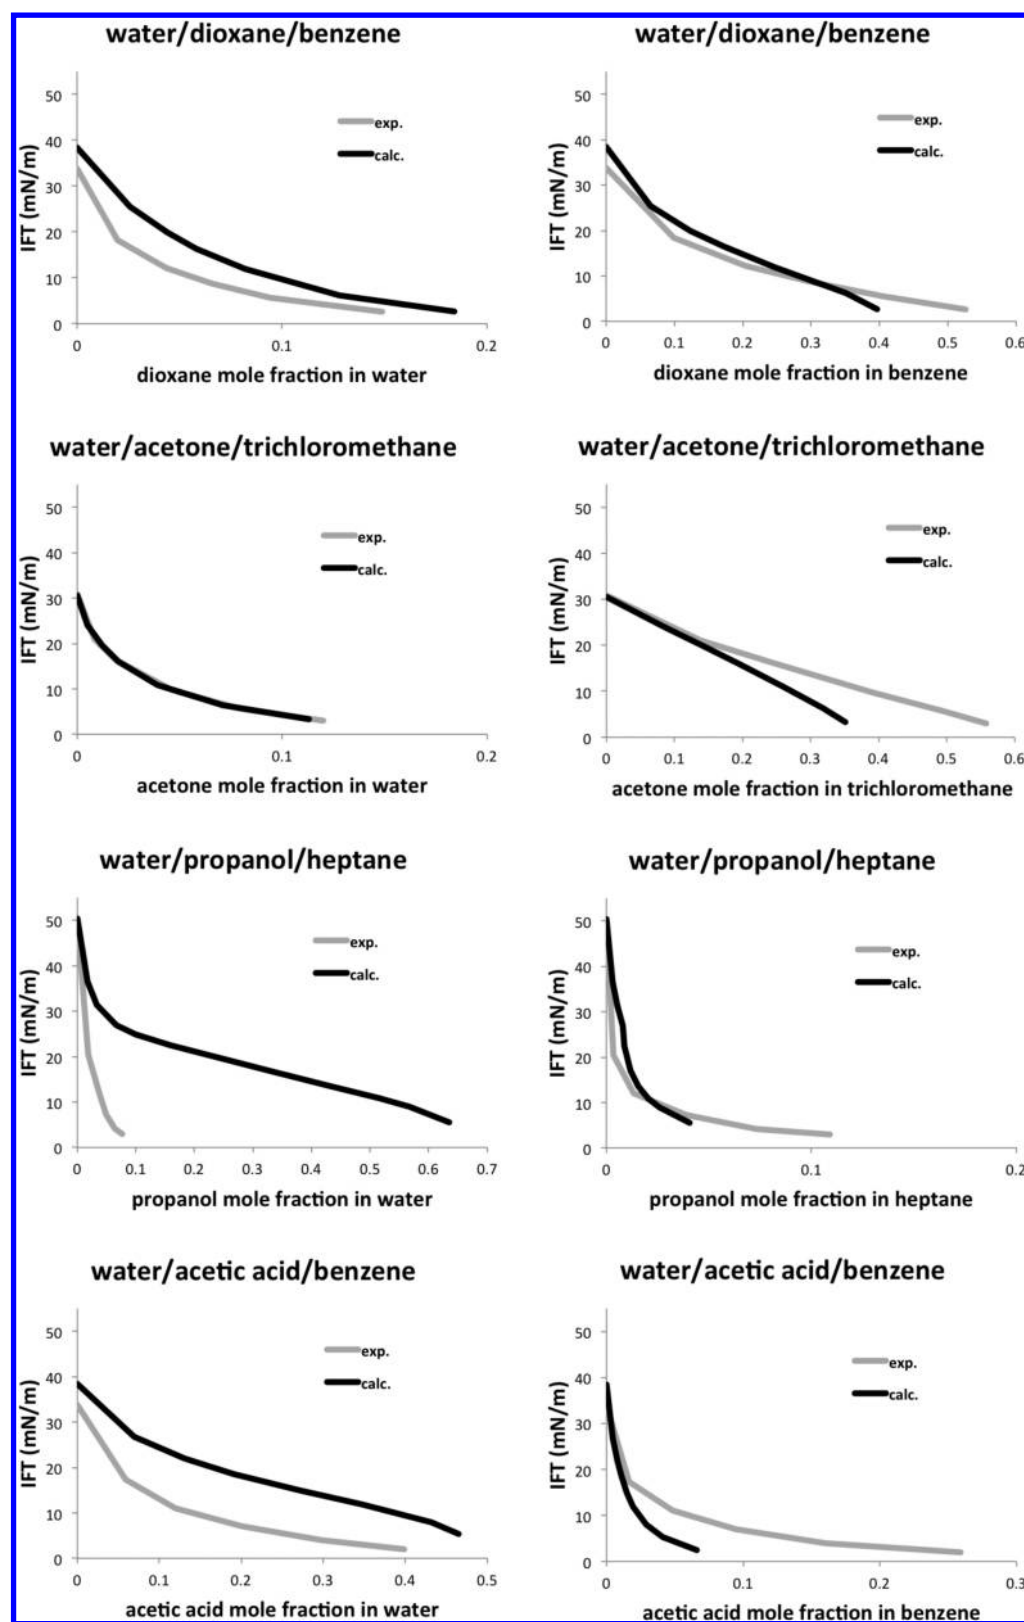 water/dioxane/benzene
50
40
30
20
10
0
IFT (mN/m)
exp.
calc.
0
0.1
0.2
dioxane mole fraction in water
water/dioxane/benzene
50
40
30
20
10
0
IFT (mN/m)
exp.
calc.
0
0.1
0.2
0.3
0.4
0.5
0.6
dioxane mole fraction in benzene
water/acetone/trichloromethane
50
40
30
20
10
0
IFT (mN/m)
exp.
calc.
0
0.1
0.2
acetone mole fraction in water
water/acetone/trichloromethane
50
40
30
20
10
0
IFT (mN/m)
exp.
calc.
0
0.1
0.2
0.3
0.4
0.5
0.6
acetone mole fraction in trichloromethane
water/propanol/heptane
50
40
30
20
10
0
IFT (mN/m)
exp.
calc.
0
0.1
0.2
0.3
0.4
0.5
0.6
0.7
propanol mole fraction in water
water/propanol/heptane
50
40
30
20
10
0
IFT (mN/m)
exp.
calc.
0
0.1
0.2
propanol mole fraction in heptane
water/acetic acid/benzene
50
40
30
20
10
0
IFT (mN/m)
exp.
calc.
0
0.1
0.2
0.3
0.4
0.5
acetic acid mole fraction in water
water/acetic acid/benzene
50
40
30
20
10
0
IFT (mN/m)
exp.
calc.
0
0.1
0.2
0.3
acetic acid mole fraction in benzene